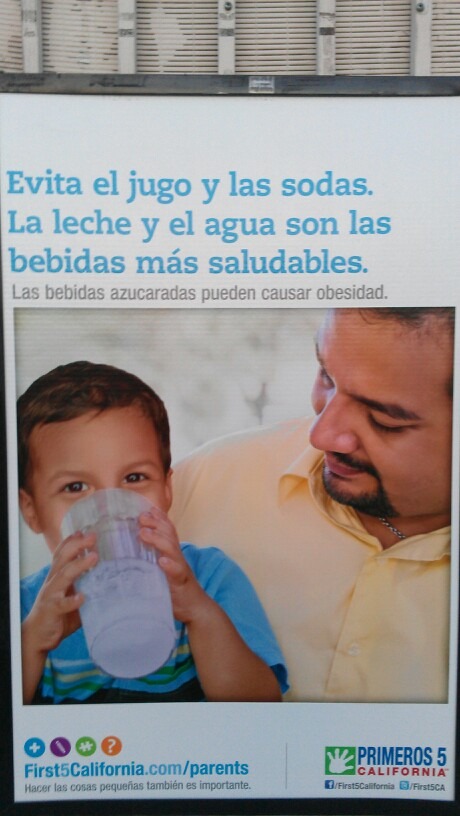 Evita el jugo y las sodas.
La leche y el agua son las
bebidas más saludables.
Las bebidas azucaradas pueden causar obesidad.
First5California.com/parents
Hacer las cosas pequeñas también es importante.
PRIMEROS 5
CALIFORNIA
/First5California /First5CA